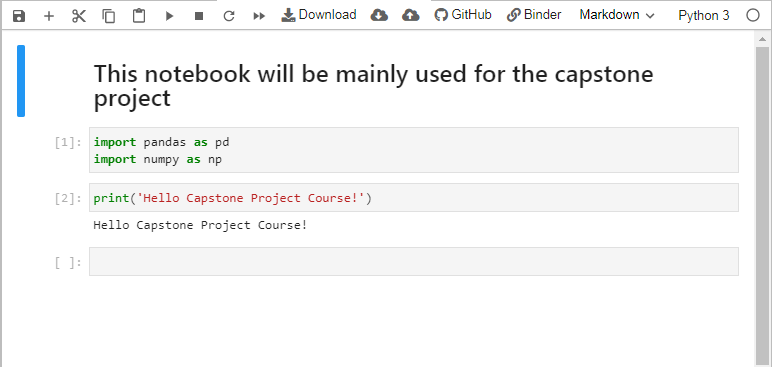 Download GitHub Binder Markdown Python 3
This notebook will be mainly used for the capstone
project
[1]: import pandas as pd
import numpy as np
[2]: print('Hello Capstone Project Course!')
Hello Capstone Project Course!
[ ]: